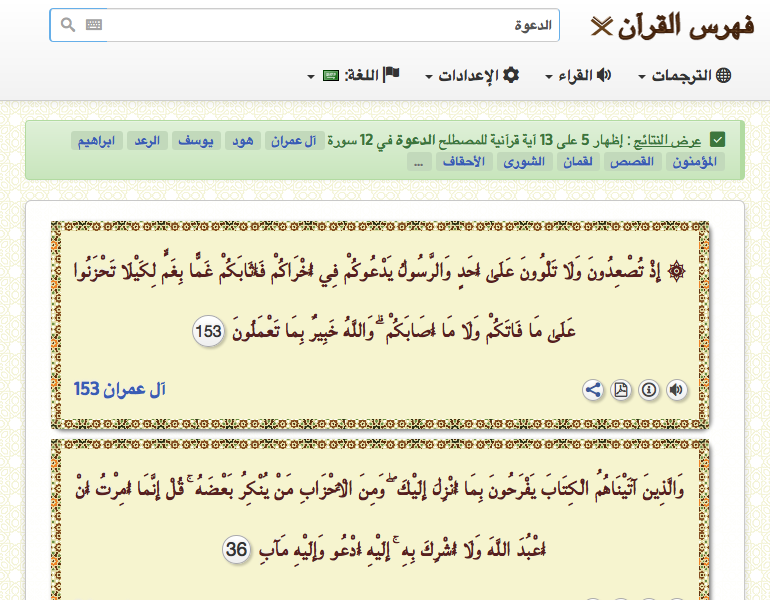 فهرس القرآن
الدعوة
الترجمات
القراء
الإعدادات
اللغة:
عرض النتائج : إظهار 5 على 13 آية قرآنية للمصطلح الدعوة في 12 سورة آل عمران هود يوسف الرعد ابراهيم
المؤمنون القصص لقمان الشورى الأحقاف ...
۞ إِذْ تُصْعِدُونَ وَلَا تَلْوُونَ عَلَىٰ أَحَدٍ وَالرَّسُولُ يَدْعُوكُمْ فِي أُخْرَاكُمْ فَأَثَابَكُمْ غَمًّا بِغَمٍّ لِكَيْلَا تَحْزَنُوا
عَلَىٰ مَا فَاتَكُمْ وَلَا مَا أَصَابَكُمْ ۗ وَاللَّهُ خَبِيرٌ بِمَا تَعْمَلُونَ 153
آل عمران 153
وَالَّذِينَ آتَيْنَاهُمُ الْكِتَابَ يَفْرَحُونَ بِمَا أُنْزِلَ إِلَيْكَ ۖ وَمِنَ الْأَحْزَابِ مَنْ يُنْكِرُ بَعْضَهُ ۚ قُلْ إِنَّمَا أُمِرْتُ أَنْ
أَعْبُدَ اللَّهَ وَلَا أُشْرِكَ بِهِ ۚ إِلَيْهِ أَدْعُو وَإِلَيْهِ مَآبِ 36